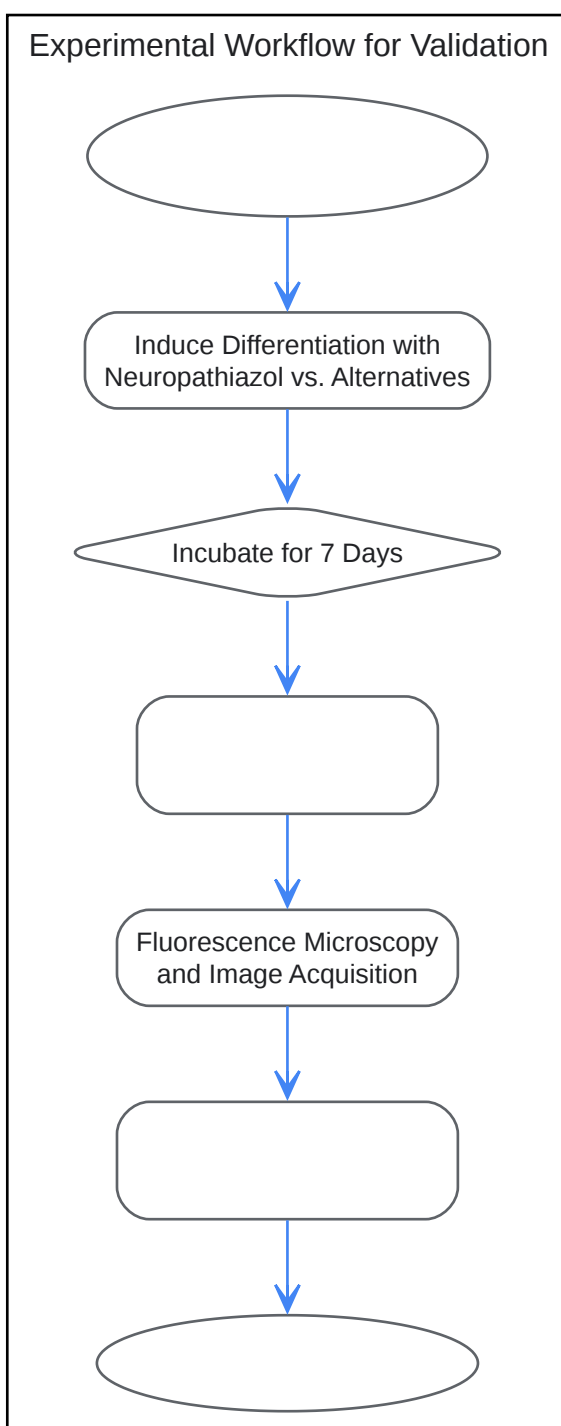 Experimental Workflow for Validation
Induce Differentiation with
Neuropathiazol vs. Alternatives
Incubate for 7 Days
Fluorescence Microscopy
and Image Acquisition